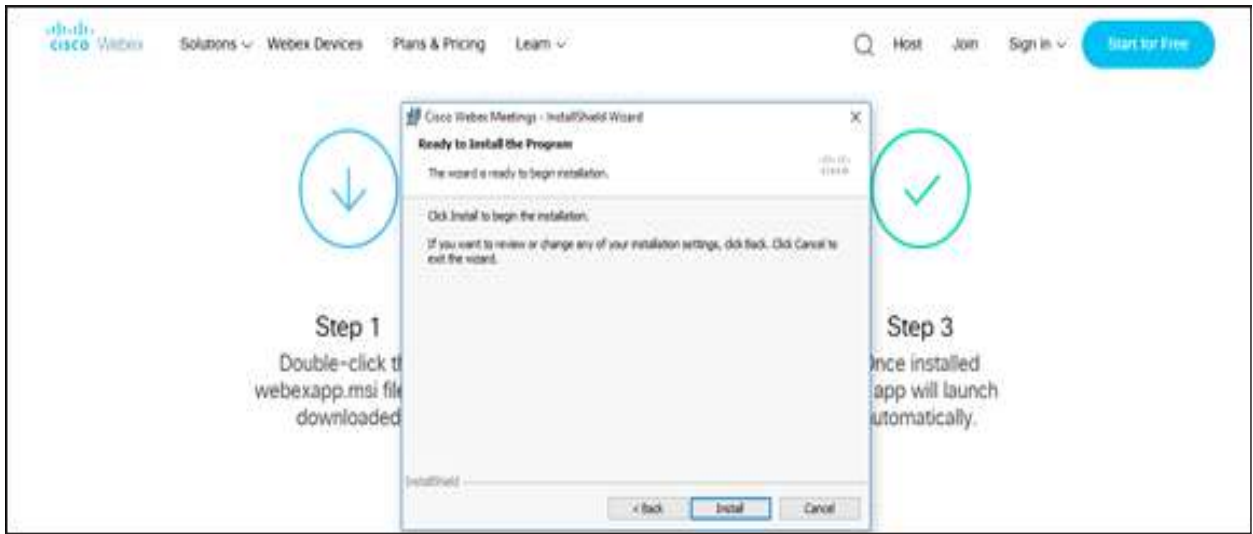 CISCO Webex
Solutions
Webex Devices
Plans & Pricing
Learn
Host
Join
Sign in
Start for Free
Cisco Webex Meetings - InstallShield Wizard
Ready to Install the Program
The wizard is ready to begin installation.
CISCO
Click Install to begin the installation.
If you want to review or change any of your installation settings, click Back. Click Cancel to
exit the wizard.
InstallShield
< Back
Install
Cancel
Step 1
Double-click th
webexapp.msi file
downloaded
Step 3
Once installed
app will launch
utomatically.